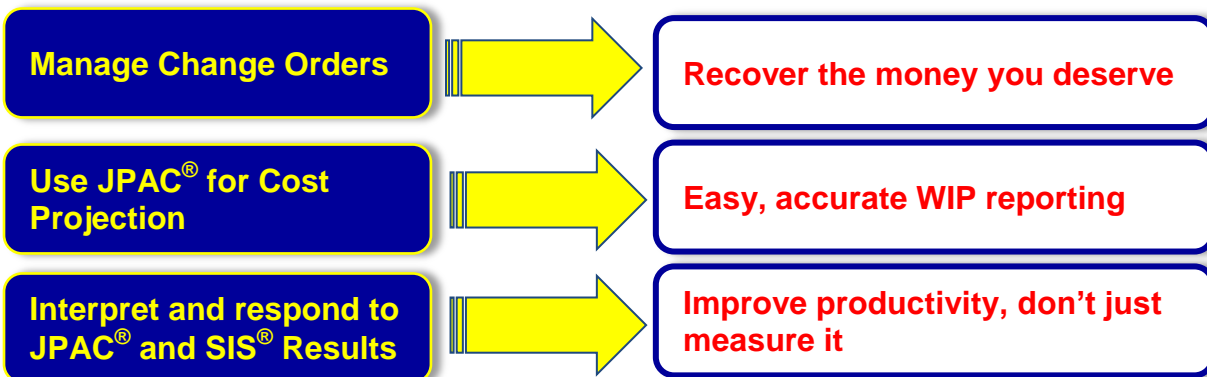 Manage Change Orders
Recover the money you deserve
Use JPAC® for Cost
Projection
Easy, accurate WIP reporting
Interpret and respond to
JPAC® and SIS® Results
Improve productivity, don’t just
measure it